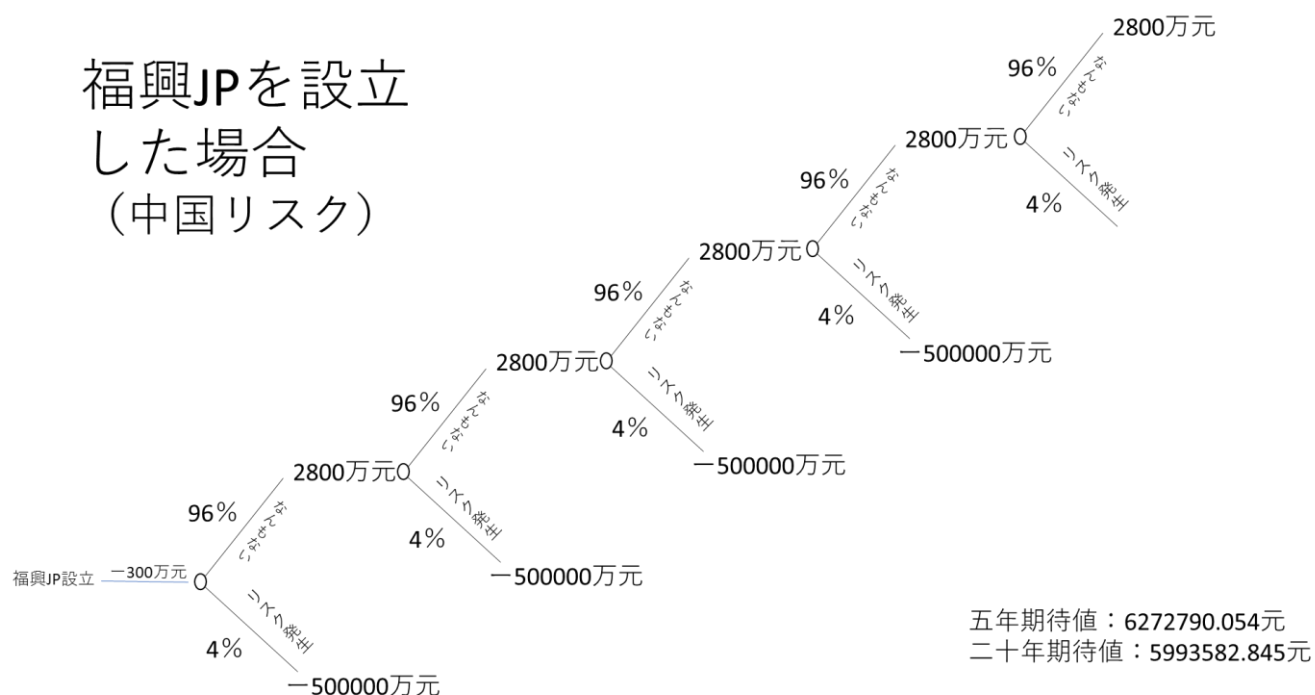 福興JPを設立
した場合
（中国リスク）
2800万元
96%
なんもない
リスク発生
4%
2800万元
96%
なんもない
リスク発生
4%
ー500000万元
2800万元
96%
なんもない
リスク発生
4%
ー500000万元
2800万元
96%
なんもない
リスク発生
4%
ー500000万元
2800万元
96%
なんもない
リスク発生
4%
ー500000万元
福興JP設立
ー300万元
五年期待値：6272790.054元
二十年期待値：5993582.845元